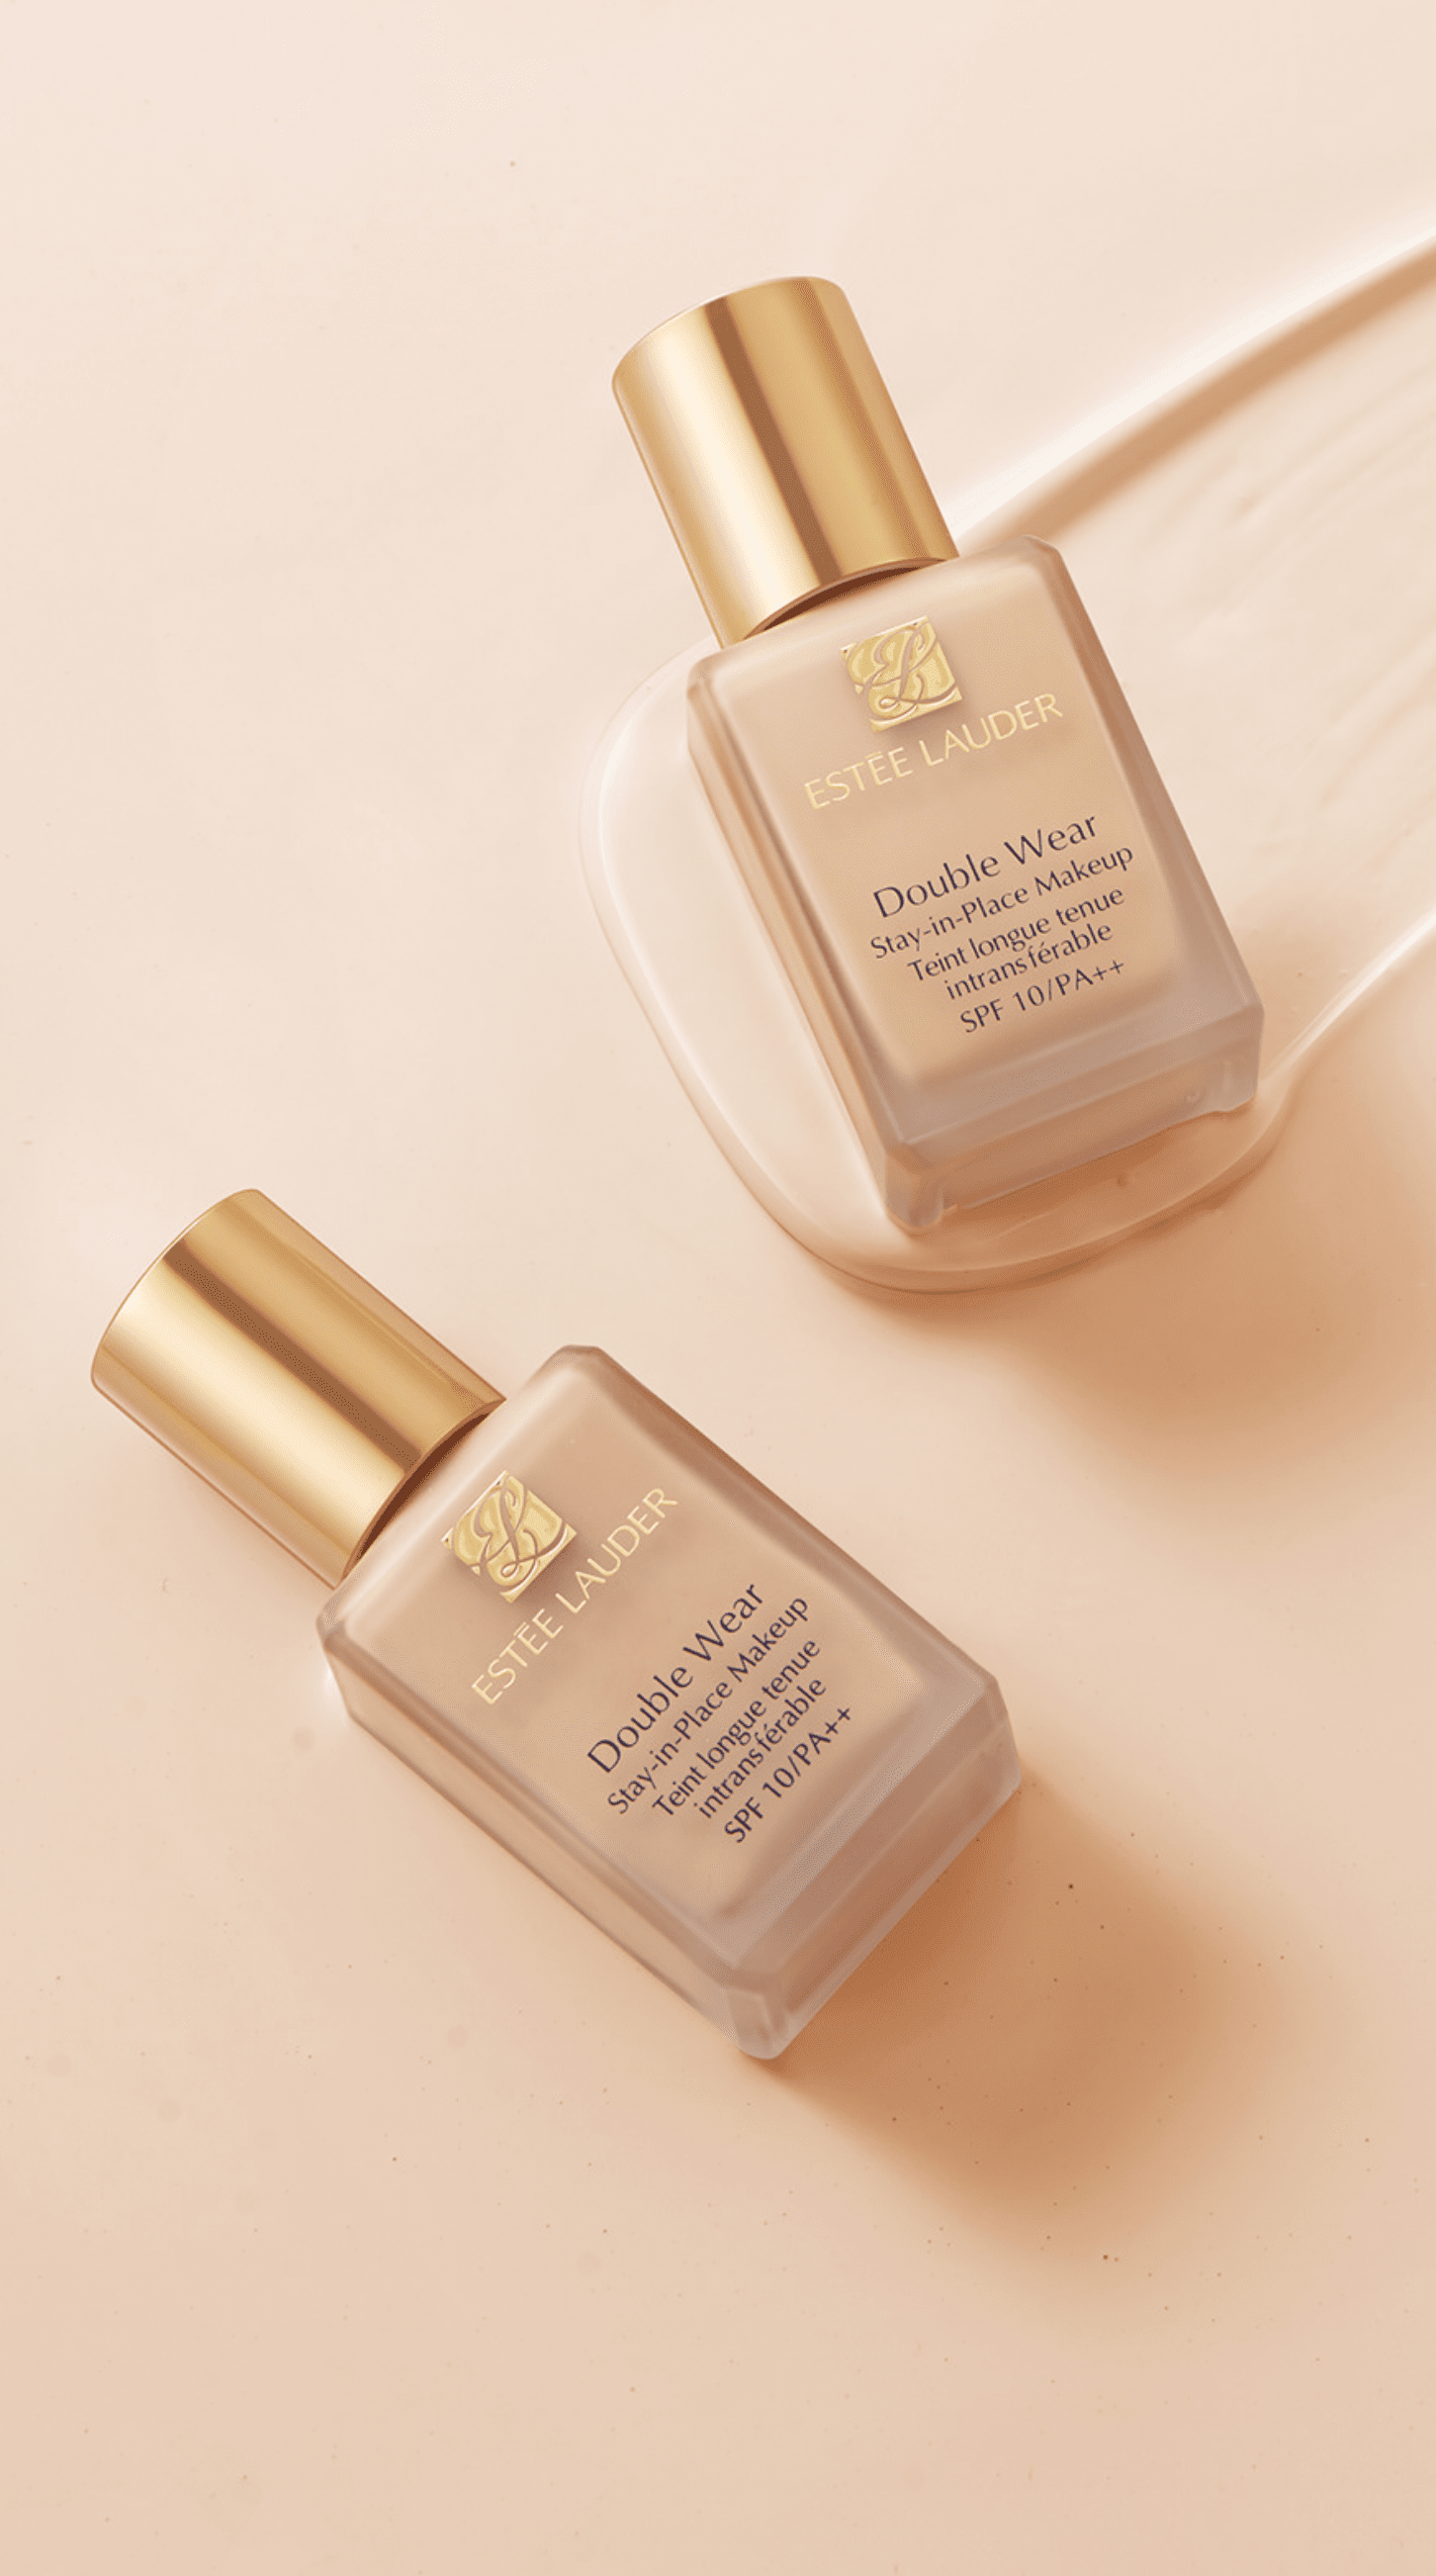 ESTĒE LAUDER
Double Wear
Stay-in-Place Makeup
Teint longue tenue
intransférable
SPF 10/PA++
ESTĒE LAUDER
Double Wear
Stay-in-Place Makeup
Teint longue tenue
intransférable
SPF 10/PA++